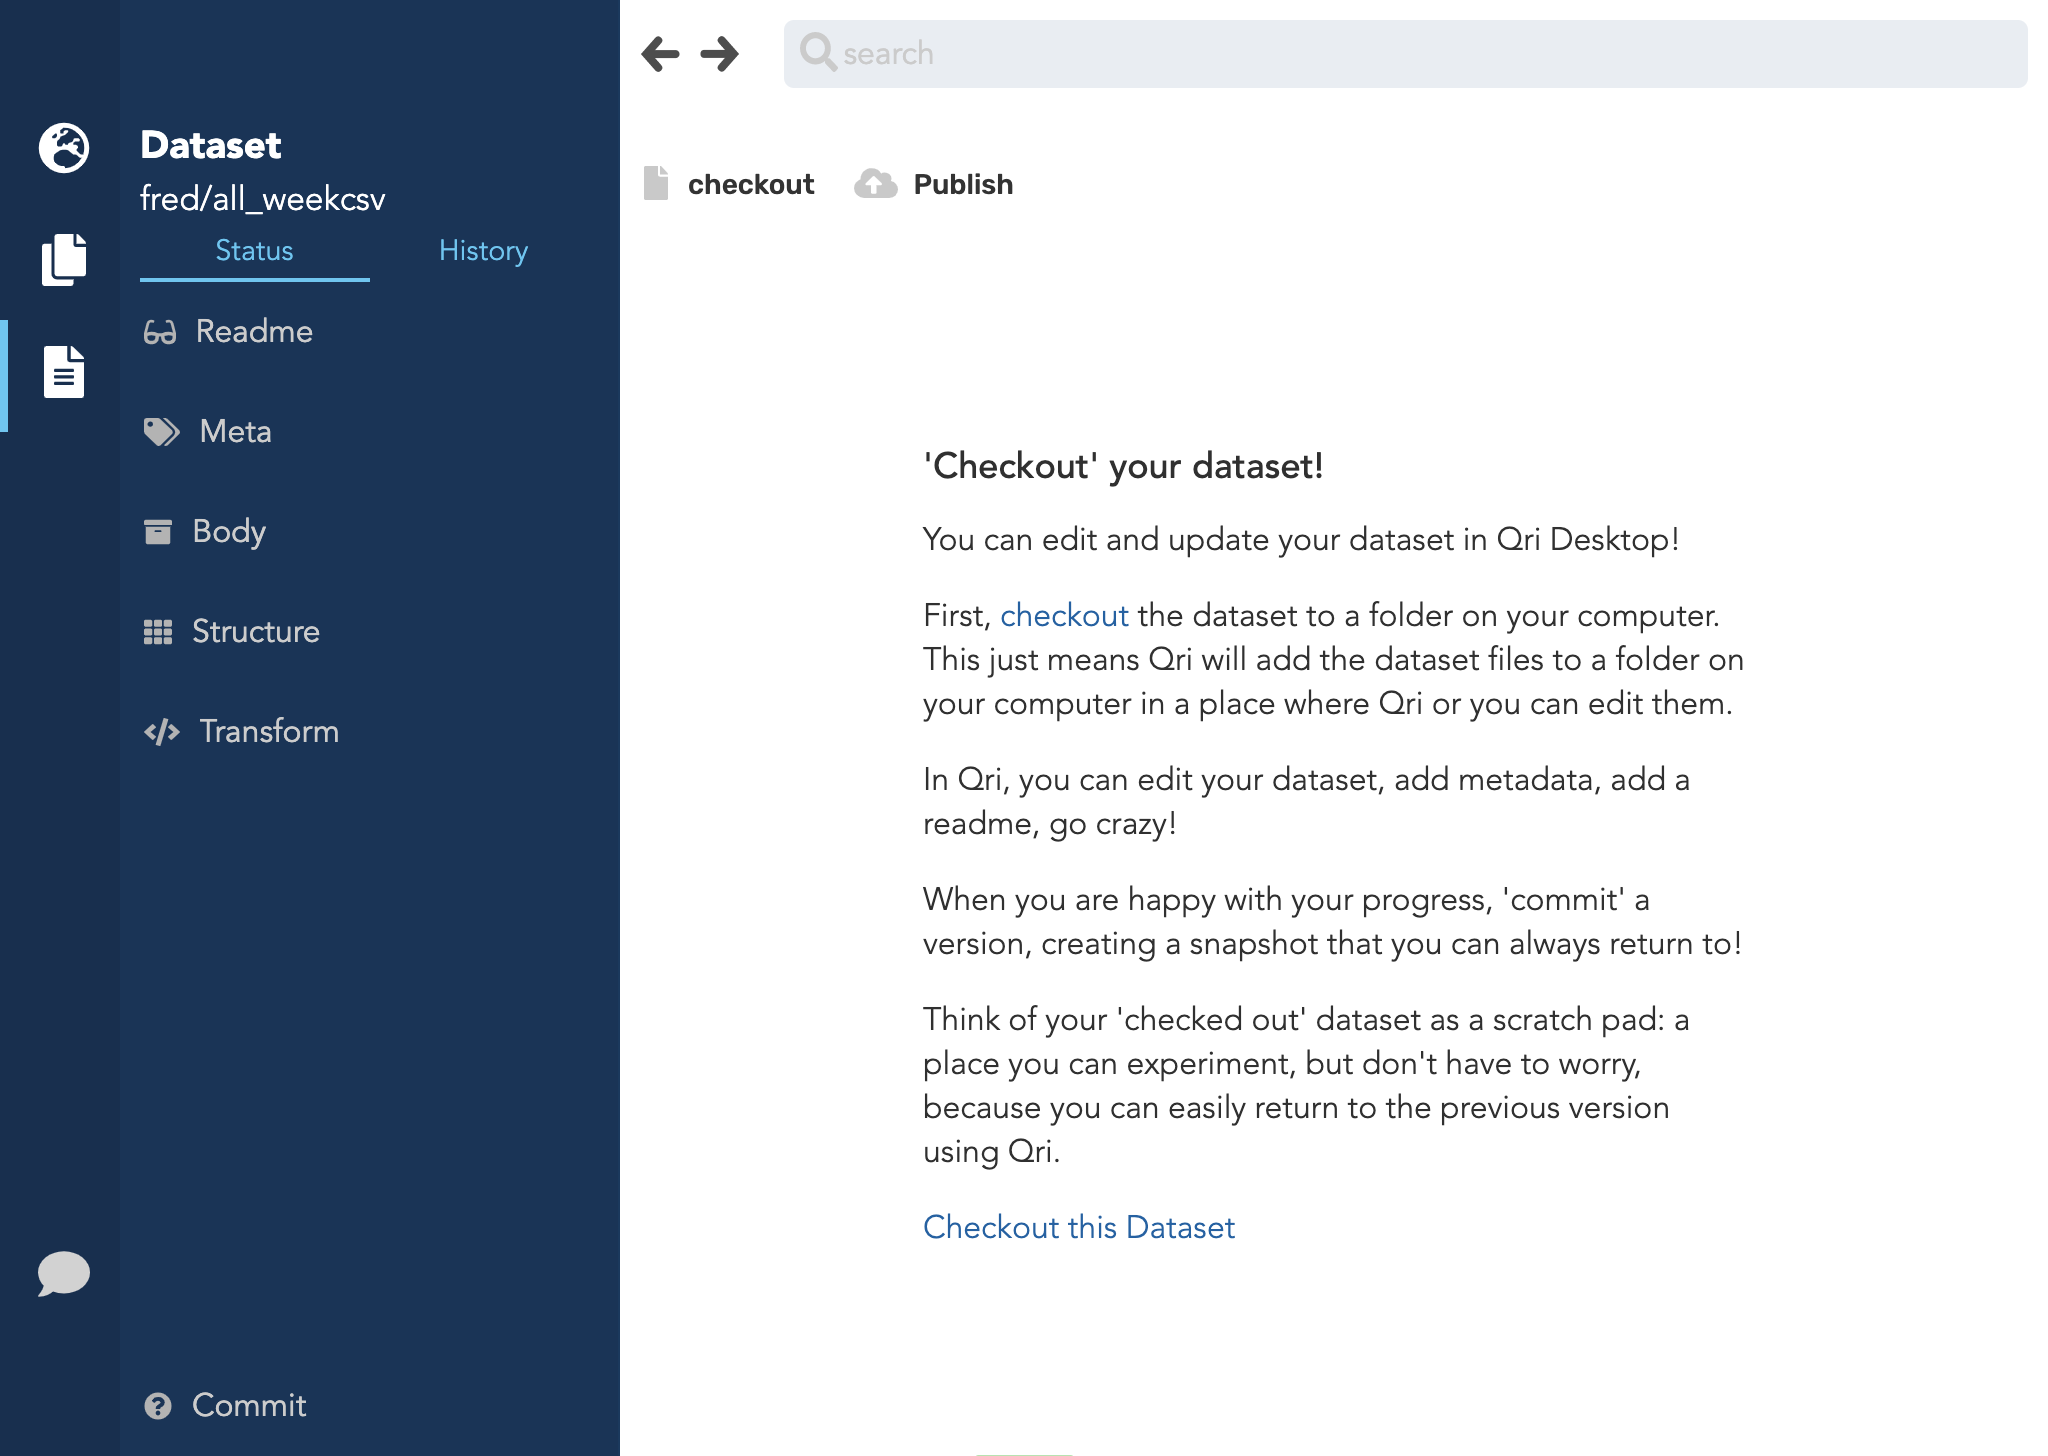 search
Dataset
fred/all_weekcsv
Status
History
Readme
Meta
Body
Structure
Transform
Commit
checkout
Publish
'Checkout' your dataset!
You can edit and update your dataset in Qri Desktop!
First, checkout the dataset to a folder on your computer.
This just means Qri will add the dataset files to a folder on
your computer in a place where Qri or you can edit them.
In Qri, you can edit your dataset, add metadata, add a
readme, go crazy!
When you are happy with your progress, 'commit' a
version, creating a snapshot that you can always return to!
Think of your 'checked out' dataset as a scratch pad: a
place you can experiment, but don't have to worry,
because you can easily return to the previous version
using Qri.
Checkout this Dataset